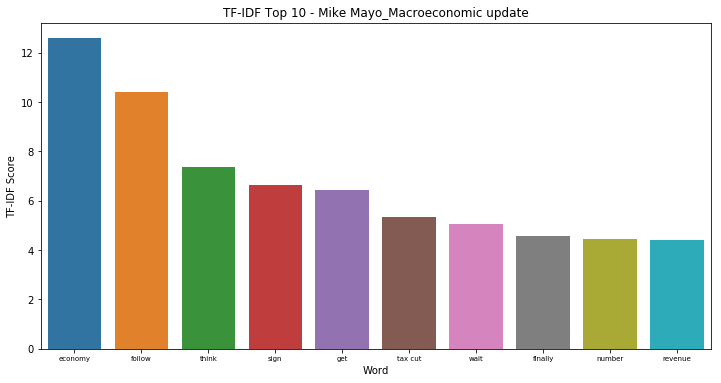 TF-IDF Top 10 - Mike Mayo_Macroeconomic update
TF-IDF Score
12
10
8
6
4
2
0
economy follow think sign get tax cut wait finally number revenue
Word